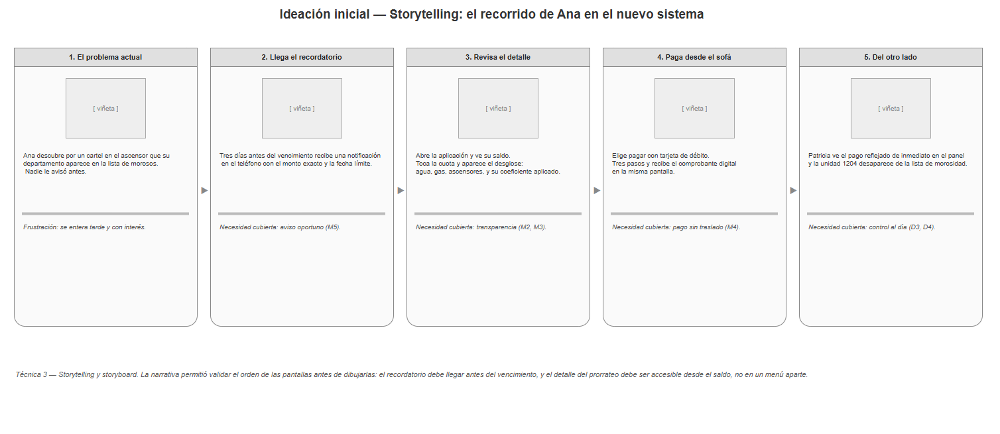 Ideación inicial — Storytelling: el recorrido de Ana en el nuevo sistema
1. El problema actual
[ viñeta ]
Ana descubre por un cartel en el ascensor que su
departamento aparece en la lista de morosos.
Nadie le avisó antes.
Frustración: se entera tarde y con interés.
2. Llega el recordatorio
[ viñeta ]
Tres días antes del vencimiento recibe una notificación
en el teléfono con el monto exacto y la fecha límite.
Necesidad cubierta: aviso oportuno (M5).
3. Revisa el detalle
[ viñeta ]
Abre la aplicación y ve su saldo.
Toca la cuota y aparece el desglose:
agua, gas, ascensores, y su coeficiente aplicado.
Necesidad cubierta: transparencia (M2, M3).
4. Paga desde el sofá
[ viñeta ]
Elige pagar con tarjeta de débito.
Tres pasos y recibe el comprobante digital
en la misma pantalla.
Necesidad cubierta: pago sin traslado (M4).
5. Del otro lado
[ viñeta ]
Patricia ve el pago reflejado de inmediato en el panel
y la unidad 1204 desaparece de la lista de morosidad.
Necesidad cubierta: control al día (D3, D4).
Técnica 3 — Storytelling y storyboard. La narrativa permitió validar el orden de las pantallas antes de dibujarlas: el recordatorio debe llegar antes del vencimiento, y el detalle del prorrateo debe ser accesible desde el saldo, no en un menú aparte.